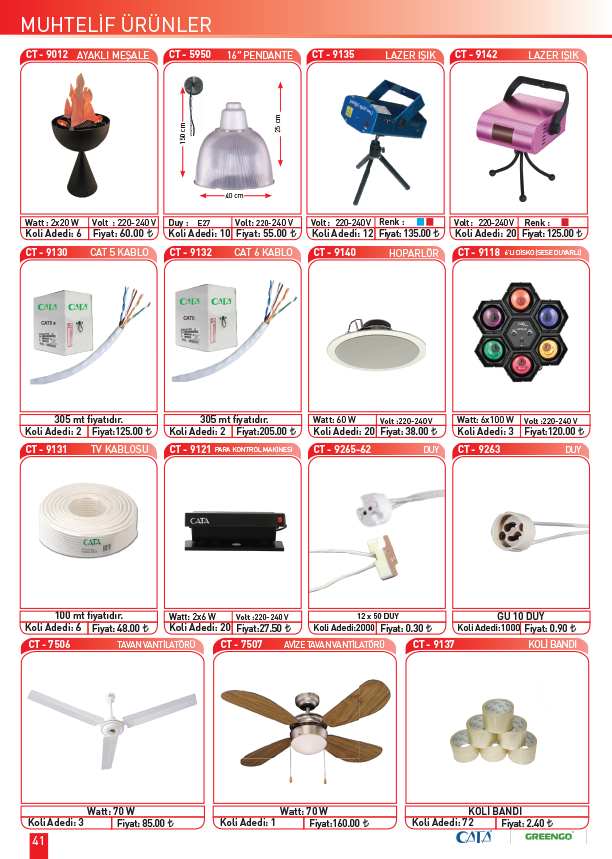 MUHTELİF ÜRÜNLER
CT - 9012 AYAKLI MEŞALE
Watt : 2x20 W Volt : 220-240 V
Koli Adedi: 6 Fiyat: 60.00 ₺
CT - 5950 16" PENDANTE
150 cm
25 cm
40 cm
Duy : E27 Volt: 220-240 V
Koli Adedi: 10 Fiyat: 55.00 ₺
CT - 9135 LAZER IŞIK
Volt : 220-240V Renk :
Koli Adedi: 12 Fiyat: 135.00 ₺
CT - 9142 LAZER IŞIK
Volt : 220-240V Renk :
Koli Adedi: 20 Fiyat: 125.00 ₺
CT - 9130 CAT 5 KABLO
CATA CATA
CAT5 e
305 mt fiyatıdır.
Koli Adedi: 2 Fiyat:125.00 ₺
CT - 9132 CAT 6 KABLO
CATA CATA
305 mt fiyatıdır.
Koli Adedi: 2 Fiyat:205.00 ₺
CT - 9140 HOPARLÖR
Watt: 60 W Volt :220-240 V
Koli Adedi: 20 Fiyat: 38.00 ₺
CT - 9118 6'LI DİSKO (SESE DUYARLI)
Watt: 6x100 W Volt :220-240 V
Koli Adedi: 3 Fiyat:120.00 ₺
CT - 9131 TV KABLOSU
CATA
100 mt fiyatıdır.
Koli Adedi: 6 Fiyat: 48.00 ₺
CT - 9121 PARA KONTROL MAKİNESİ
CATA
Watt: 2x6 W Volt :220-240 V
Koli Adedi: 20 Fiyat:27.50 ₺
CT - 9265-62 DUY
12 x 50 DUY
Koli Adedi:2000 Fiyat: 0.30 ₺
CT - 9263 DUY
GU 10 DUY
Koli Adedi:1000 Fiyat: 0.90 ₺
CT - 7506 TAVAN VANTİLATÖRÜ
Watt: 70 W
Koli Adedi: 3 Fiyat: 85.00 ₺
CT - 7507 AVİZE TAVAN VANTİLATÖRÜ
Watt: 70 W
Koli Adedi: 1 Fiyat:160.00 ₺
CT - 9137 KOLİ BANDI
KOLİ BANDI
Koli Adedi: 72 Fiyat: 2.40 ₺
41
CATA GREENGO